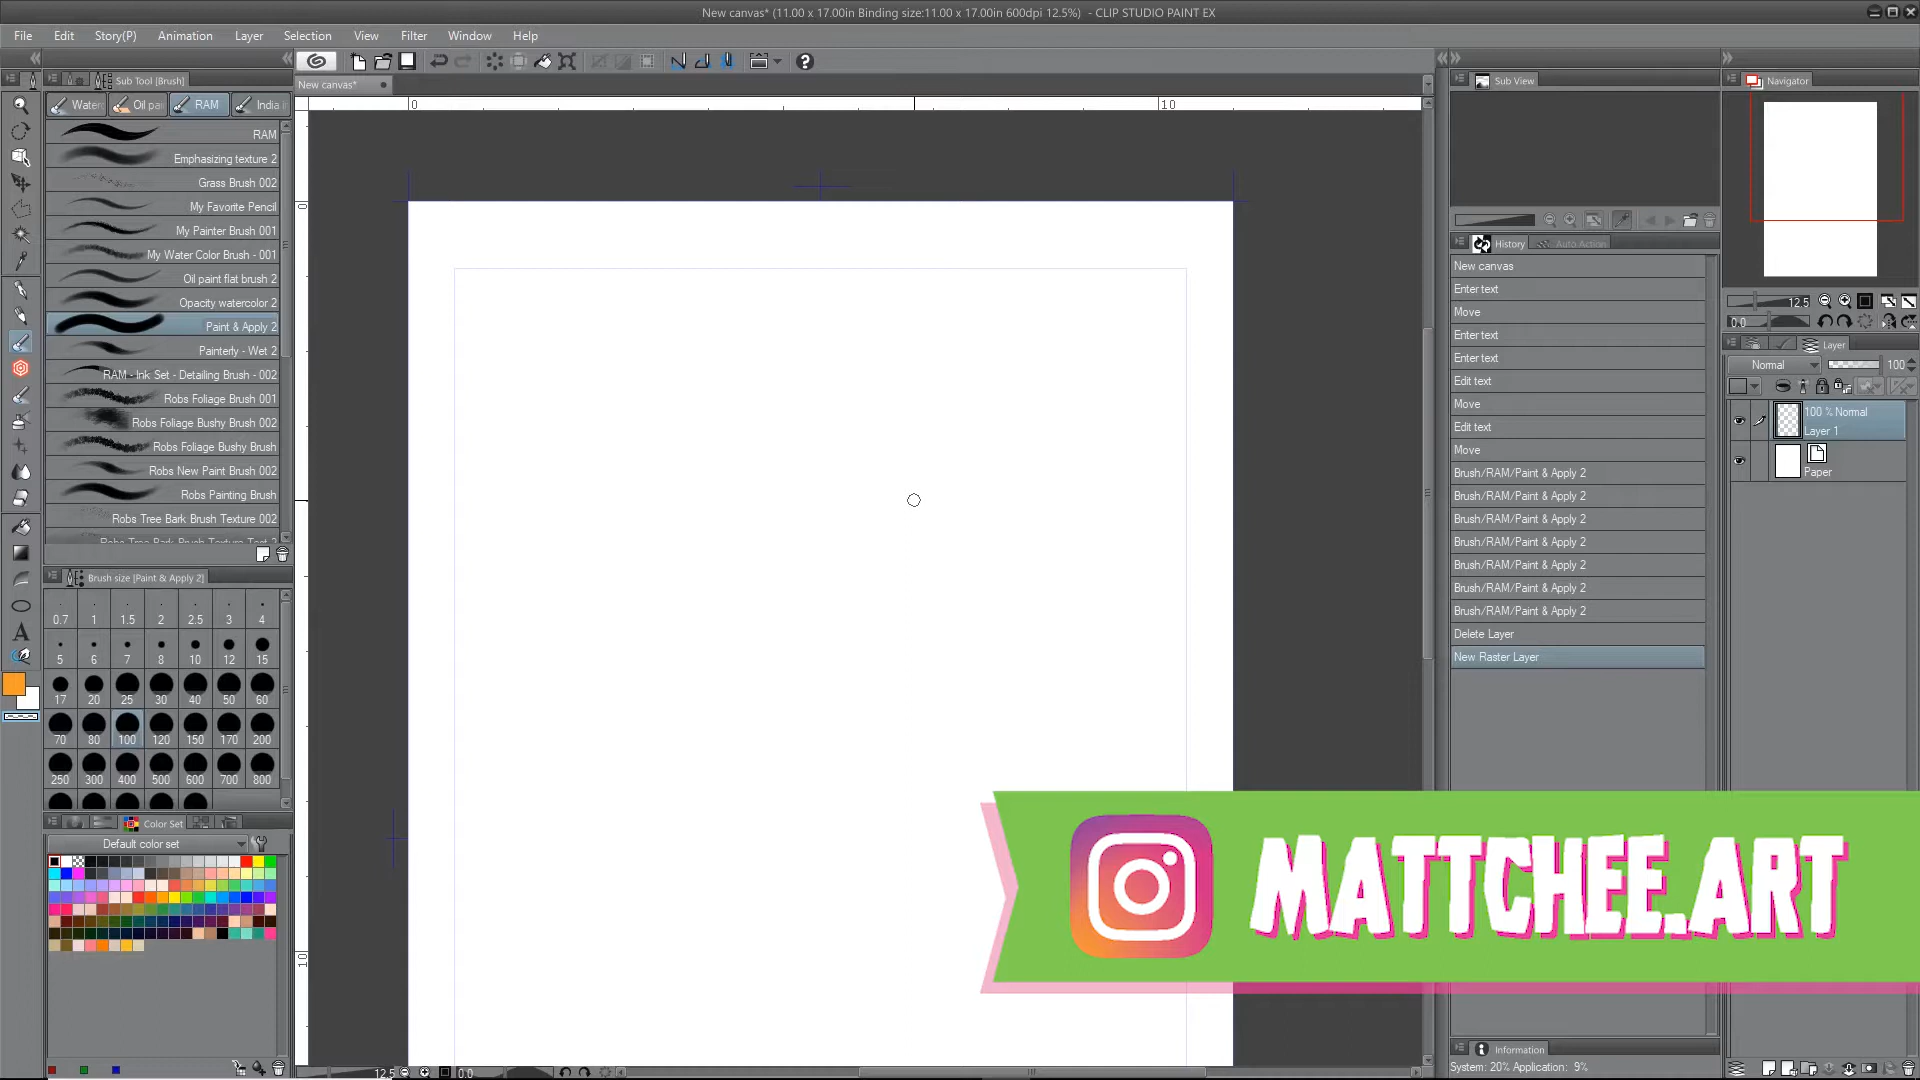 New canvas* (11.00 x 17.00in Binding size:11.00 x 17.00in 600dpi 12.5%) - CLIP STUDIO PAINT EX
File Edit Story(P) Animation Layer Selection Filter View Window Help
Sub Tool [Brush]
Oil pai RAM India
RAM
Emphasizing texture 2
Grass Brush 002
My Favorite Pencil
My Painter Brush 001
My Water Color Brush - 001
Oil paint flat brush 2
Opacity watercolor 2
Paint & Apply 2
Painterly - Wet 2
RAM - Ink Set - Detailing Brush - 002
Robs Foliage Brush 001
Robs Foliage Bushy Brush 002
Robs Foliage Bushy Brush
Robs New Paint Brush 002
Robs Painting Brush
Robs Tree Bark Brush Texture 002
Brush size [Paint & Apply 2]
0.7 1 1.5 2 2.5 3 4
5 6 7 8 10 12 15
17 20 25 30 40 50 60
70 80 100 120 150 170 200
250 300 400 500 600 700 800
Color Set
Default color set
New canvas*
0 10
0
10
12.5 0.0
Sub View
History Auto Action
New canvas
Enter text
Move
Enter text
Enter text
Edit text
Move
Edit text
Move
Brush/RAM/Paint & Apply 2
Brush/RAM/Paint & Apply 2
Brush/RAM/Paint & Apply 2
Brush/RAM/Paint & Apply 2
Brush/RAM/Paint & Apply 2
Brush/RAM/Paint & Apply 2
Brush/RAM/Paint & Apply 2
Delete Layer
New Raster Layer
Navigator
12.5
0.0
Layer
Normal 100
100 % Normal
Layer 1
Paper
MATTCHEE.ART
Information
System: 20% Application: 9%